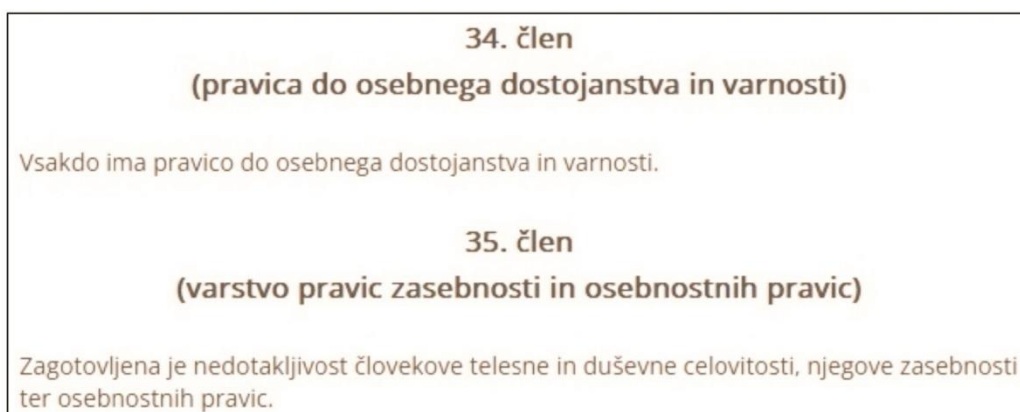 34. člen
(pravica do osebnega dostojanstva in varnosti)
Vsakdo ima pravico do osebnega dostojanstva in varnosti.
35. člen
(varstvo pravic zasebnosti in osebnostnih pravic)
Zagotovljena je nedotakljivost človekove telesne in duševne celovitosti, njegove zasebnosti
ter osebnostnih pravic.